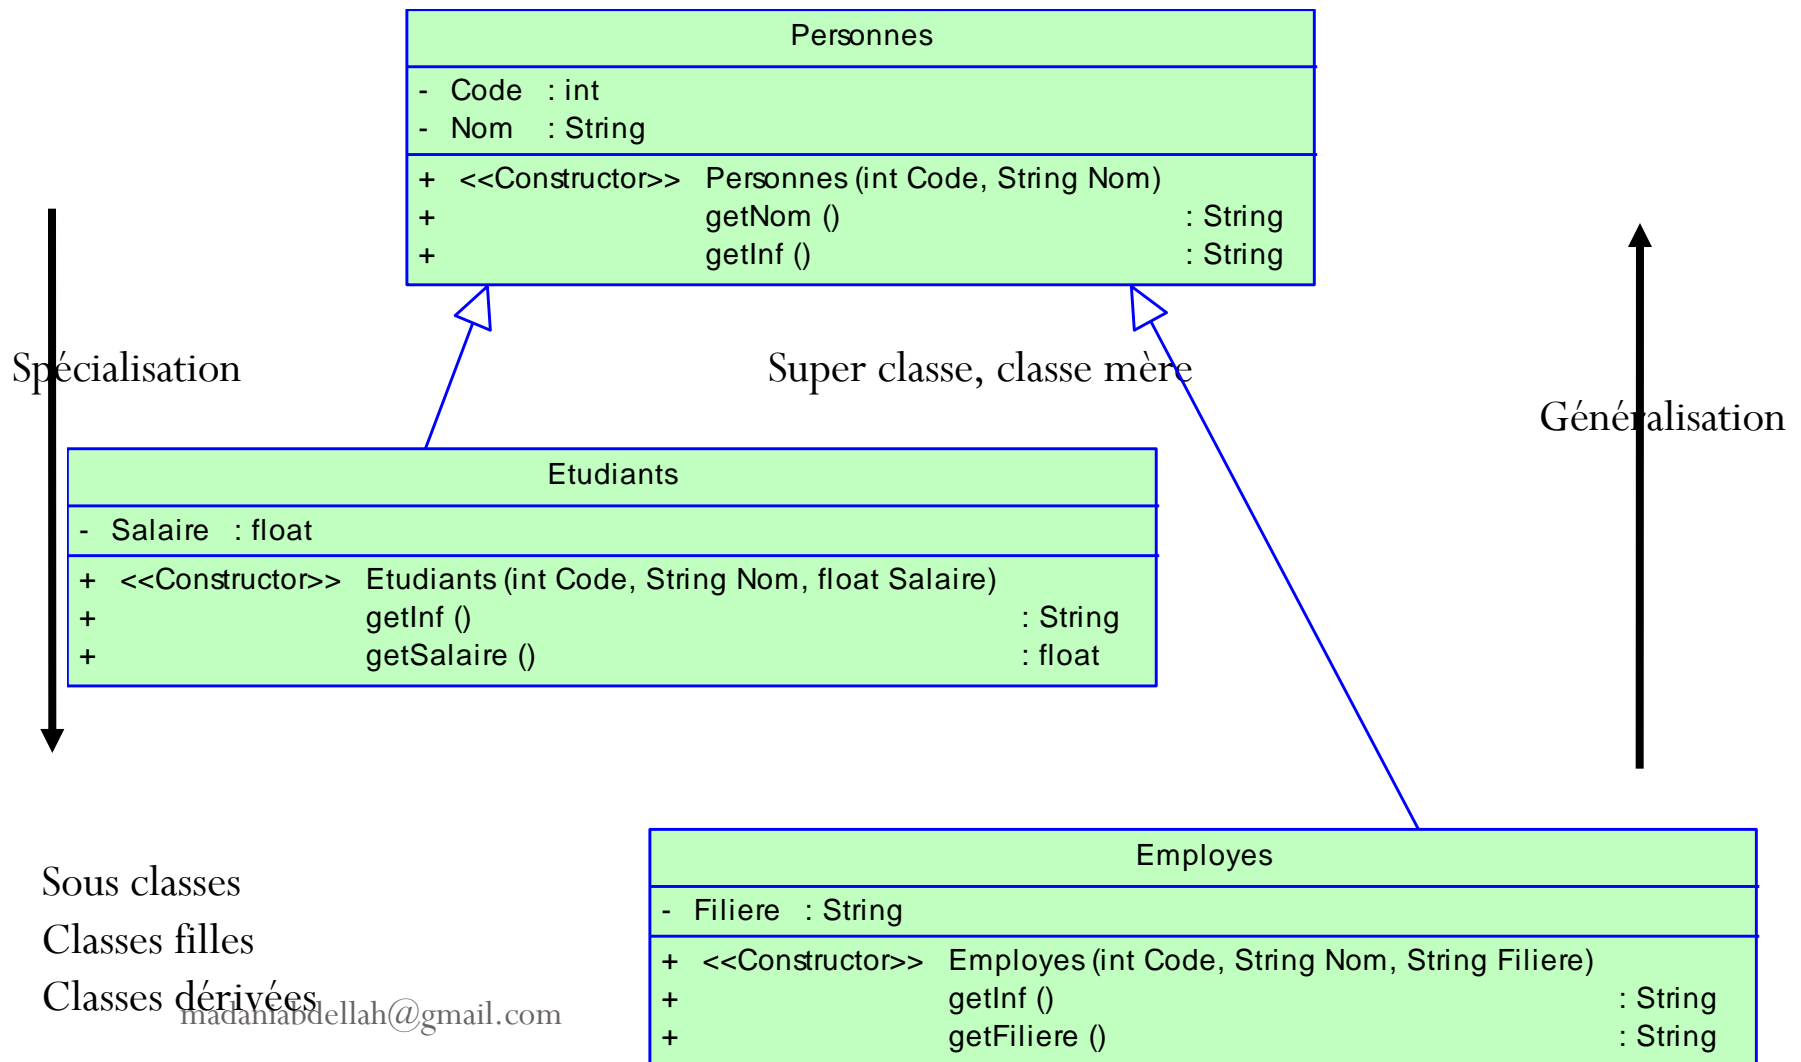 Personnes
- Code : int
- Nom : String
+ <<Constructor>> Personnes (int Code, String Nom)
+ getNom () : String
+ getInf () : String
Spécialisation
Super classe, classe mère
Généralisation
Etudiants
- Salaire : float
+ <<Constructor>> Etudiants (int Code, String Nom, float Salaire)
+ getInf () : String
+ getSalaire () : float
Sous classes
Classes filles
Classes dérivées
madaniabdellah@gmail.com
Employes
- Filiere : String
+ <<Constructor>> Employes (int Code, String Nom, String Filiere)
+ getInf () : String
+ getFiliere () : String